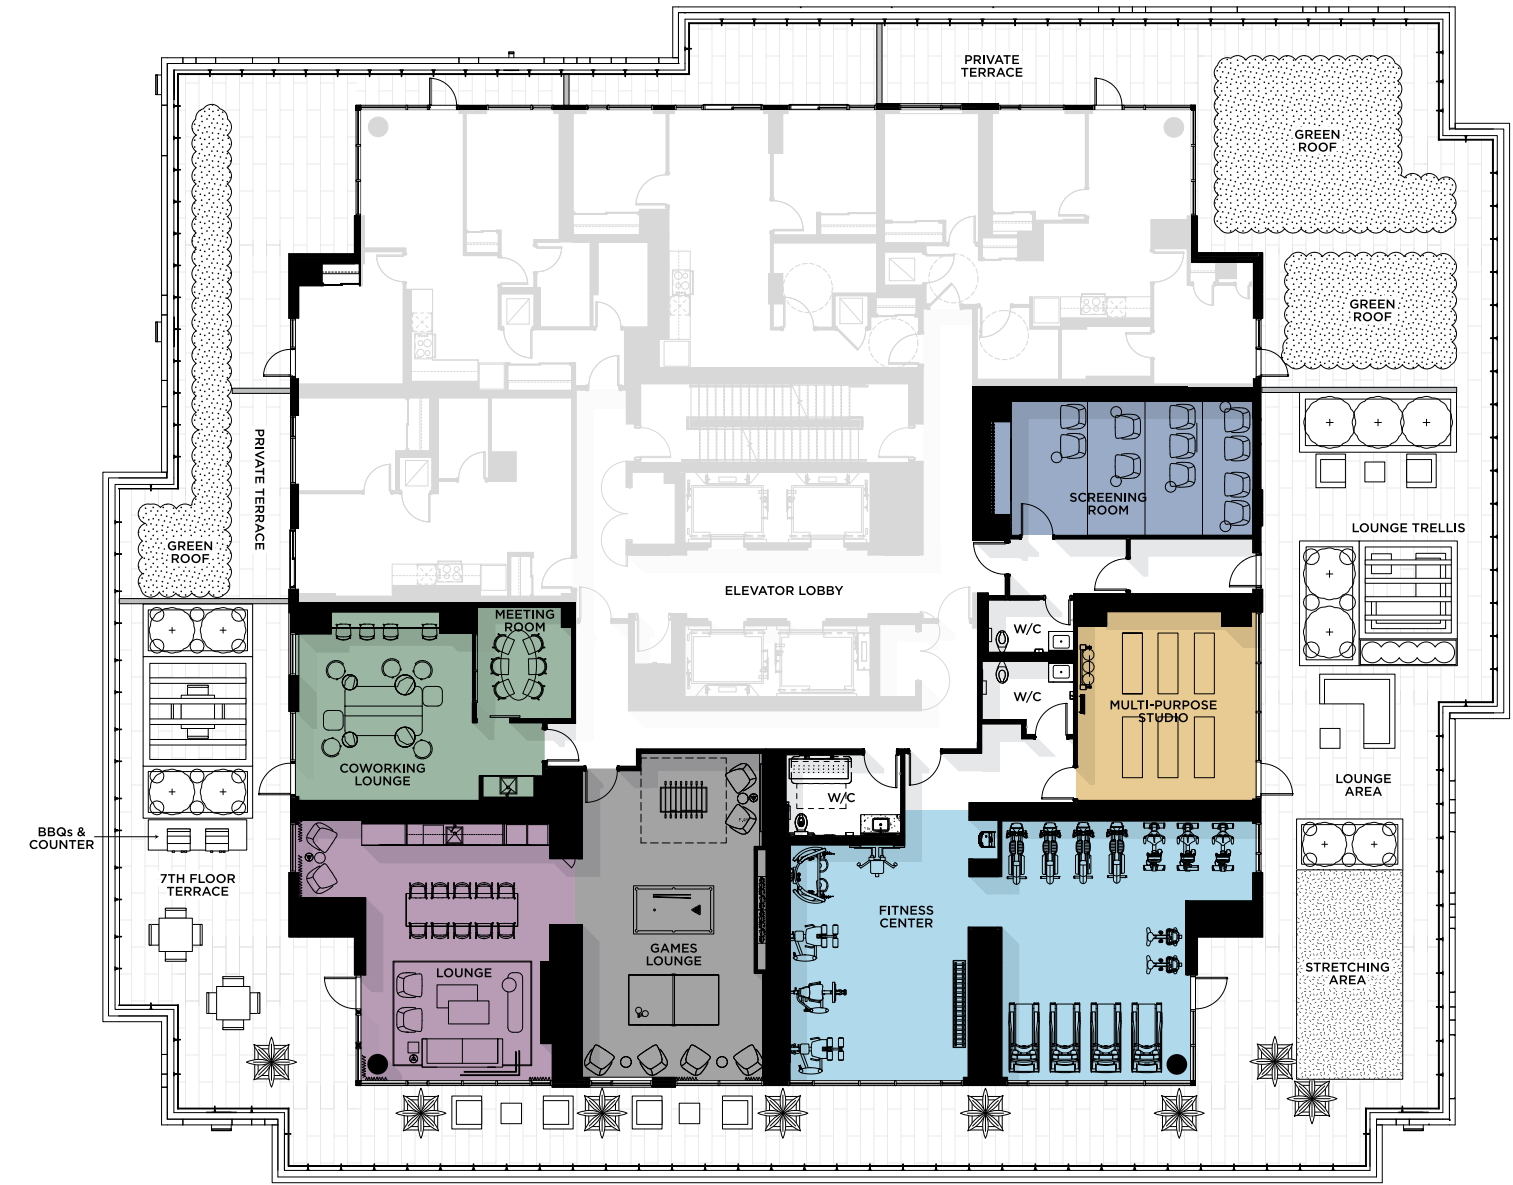 PRIVATE
TERRACE
GREEN
ROOF
GREEN
ROOF
PRIVATE TERRACE
GREEN
ROOF
SCREENING
ROOM
LOUNGE TRELLIS
ELEVATOR LOBBY
MEETING
ROOM
W/C
W/C
MULTI-PURPOSE
STUDIO
COWORKING
LOUNGE
LOUNGE
AREA
W/C
BBQs &
COUNTER
7TH FLOOR
TERRACE
FITNESS
CENTER
GAMES
LOUNGE
LOUNGE
STRETCHING
AREA